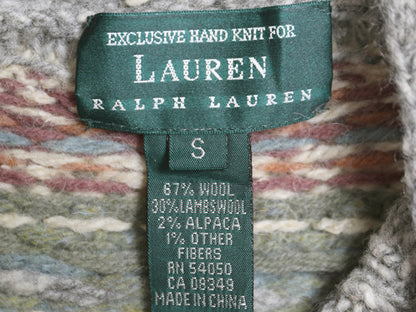 EXCLUSIVE HAND KNIT FOR
LAUREN
RALPH LAUREN
S
67% WOOL
30% LAMBSWOOL
2% ALPACA
1% OTHER
FIBERS
RN 54050
CA 08349
MADE IN CHINA